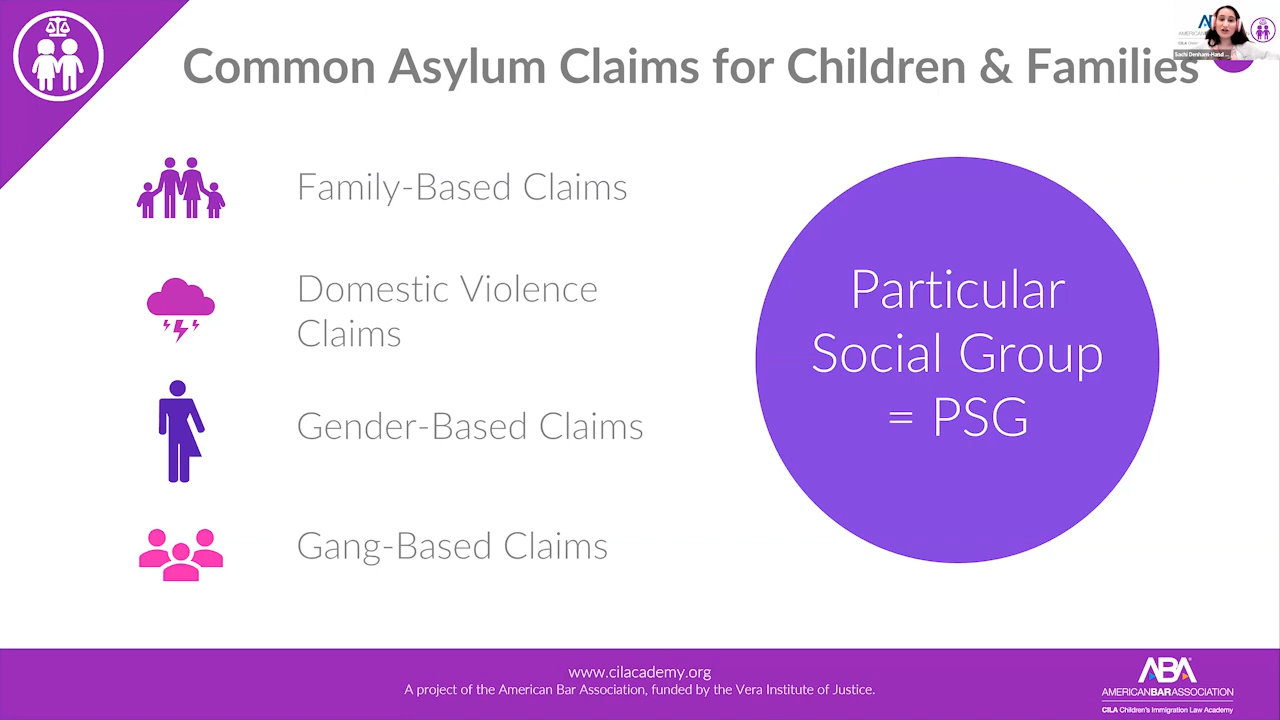 Common Asylum Claims for Children & Families
Family-Based Claims
Domestic Violence
Claims
Gender-Based Claims
Gang-Based Claims
Particular
Social Group
= PSG
www.cilacademy.org
A project of the American Bar Association, funded by the Vera Institute of Justice.
ABA
AMERICANBARASSOCIATION
CILA Children's Immigration Law Academy